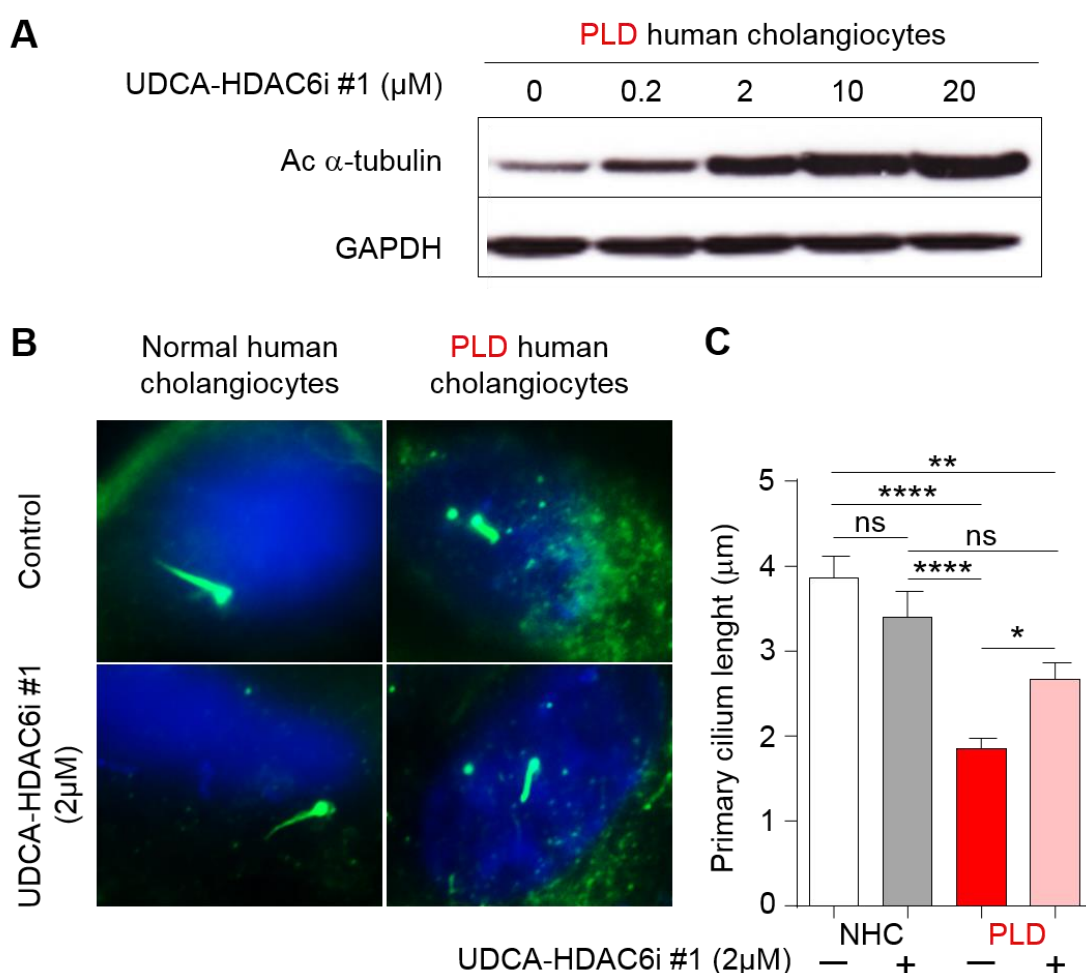 A
PLD human cholangiocytes
UDCA-HDAC6i #1 (µM)
0 0.2 2 10 20
Ac α-tubulin
GAPDH
B
Normal human
cholangiocytes
PLD human
cholangiocytes
Control
UDCA-HDAC6i #1
(2µM)
C
Primary cilium lenght (µm)
5
4
3
2
1
0
**
****
ns
ns
****
*
NHC PLD
UDCA-HDAC6i #1 (2µM) — + — +